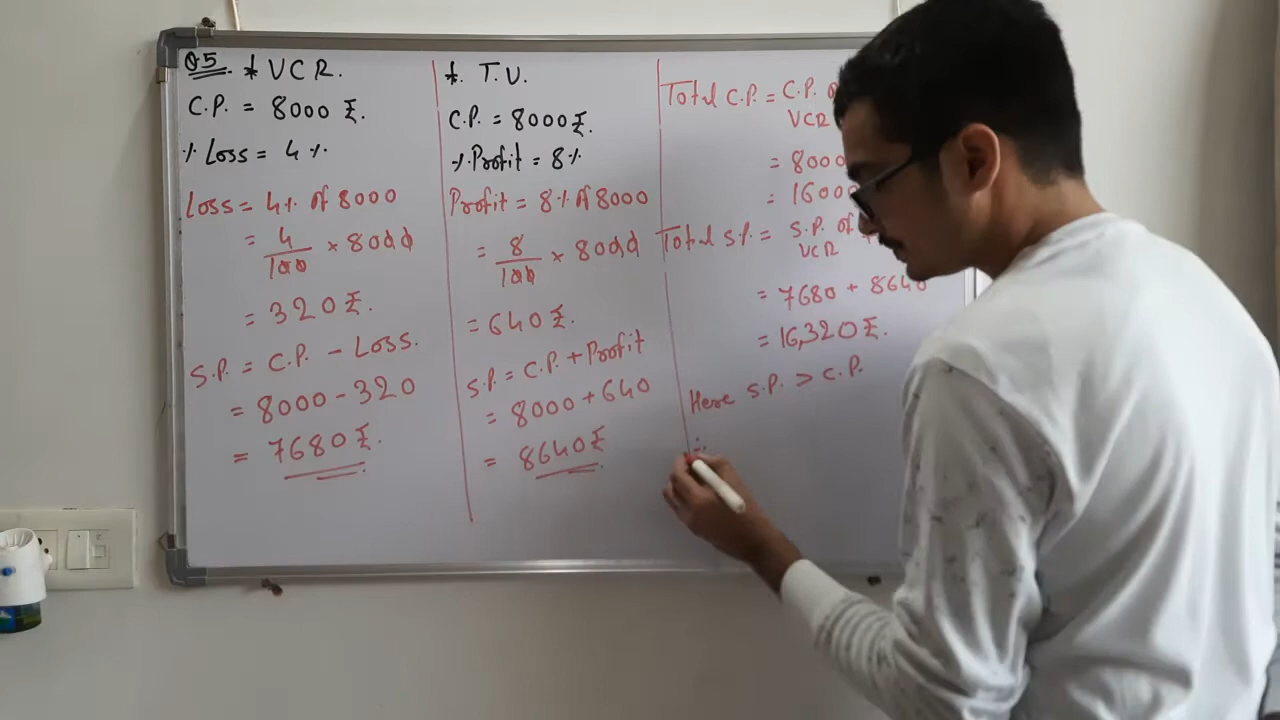 Q5. * VCR.
C.P. = 8000 ₹.
% Loss = 4 %
Loss = 4% of 8000
= 4/100 × 8000
= 320 ₹.
S.P. = C.P. - Loss.
= 8000 - 320
= 7680 ₹.
* T.V.
C.P. = 8000 ₹.
% Profit = 8%
Profit = 8% of 8000
= 8/100 × 8000
= 640 ₹.
S.P. = C.P. + Profit
= 8000 + 640
= 8640 ₹.
Total C.P. = C.P. of
VCR
= 8000
= 16000
Total S.P. = S.P. of
VCR +
= 7680 + 8640
= 16,320 ₹.
Here S.P. > C.P.
∴